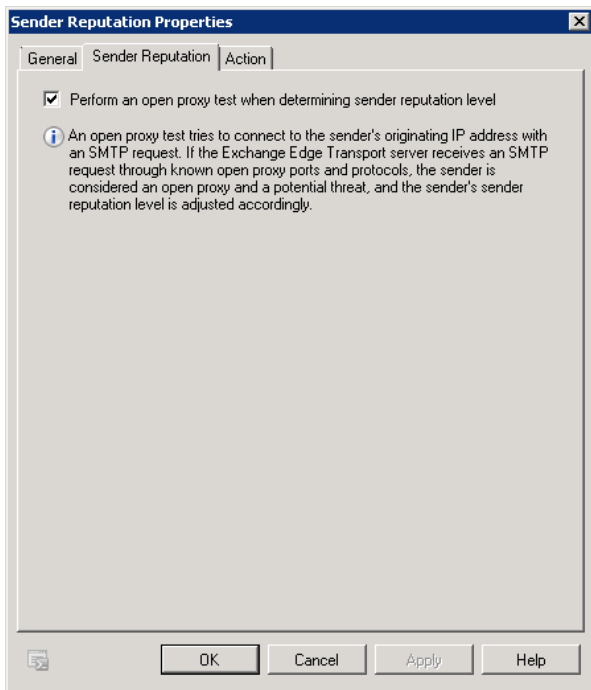 Sender Reputation Properties
General Sender Reputation Action
Perform an open proxy test when determining sender reputation level
An open proxy test tries to connect to the sender's originating IP address with
an SMTP request. If the Exchange Edge Transport server receives an SMTP
request through known open proxy ports and protocols, the sender is
considered an open proxy and a potential threat, and the sender's sender
reputation level is adjusted accordingly.
OK Cancel Apply Help